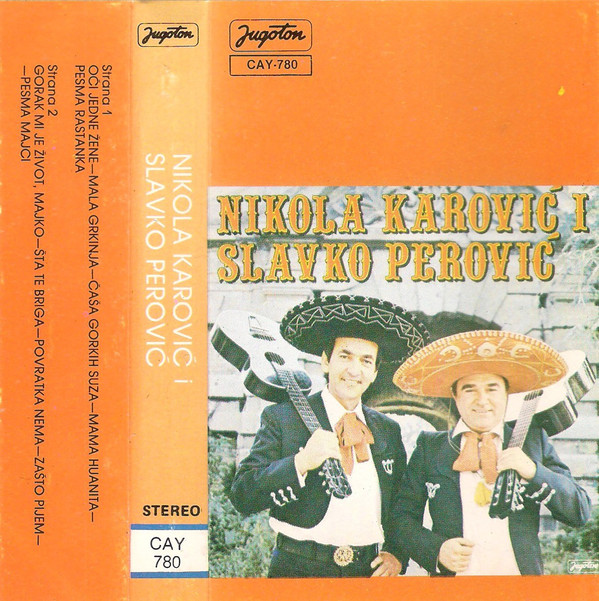 Strana 1
OCI JEDNE ŽENE—MALA GRKINJA—ČAŠA GORKIH SUZA—MAMA HUANITA—
PESMA RASTANKA
Strana 2
GORAK MI JE ŽIVOT, MAJKO—ŠTA TE BRIGA—POVRATKA NEMA—ZAŠTO PIJEM—
—PESMA MAJCI
Jugoton
NIKOLA KAROVIĆ i
SLAVKO PEROVIĆ
STEREO
CAY
780
Jugoton
CAY-780
NIKOLA KAROVIĆ I
SLAVKO PEROVIĆ
Jugoton